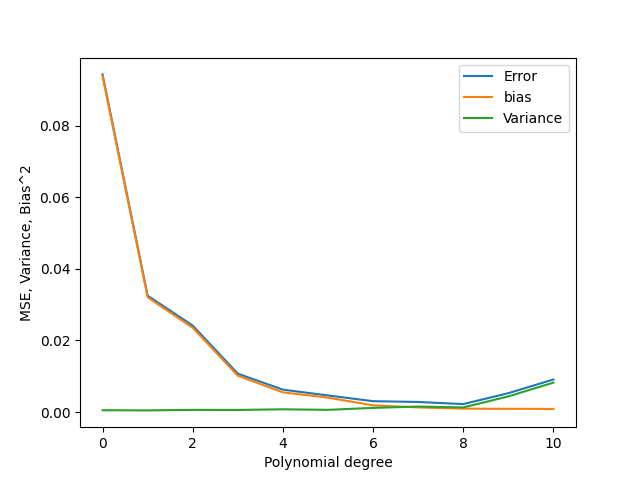 Error
bias
Variance
MSE, Variance, Bias^2
0.08
0.06
0.04
0.02
0.00
0 2 4 6 8 10
Polynomial degree